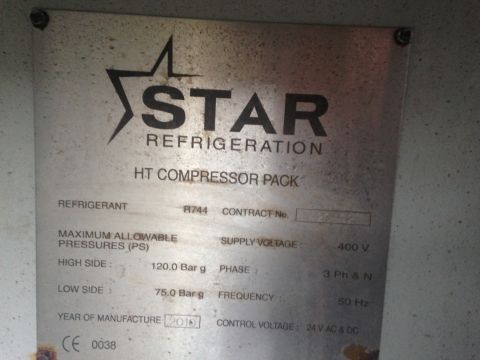 STAR
REFRIGERATION
HT COMPRESSOR PACK
REFRIGERANT R744 CONTRACT No.
MAXIMUM ALLOWABLE
PRESSURES (PS) SUPPLY VOLTAGE : 400 V
HIGH SIDE : 120.0 Bar g PHASE : 3 Ph & N
LOW SIDE : 75.0 Bar g FREQUENCY : 50 Hz
YEAR OF MANUFACTURE CONTROL VOLTAGE : 24 V AC & DC
CE 0038